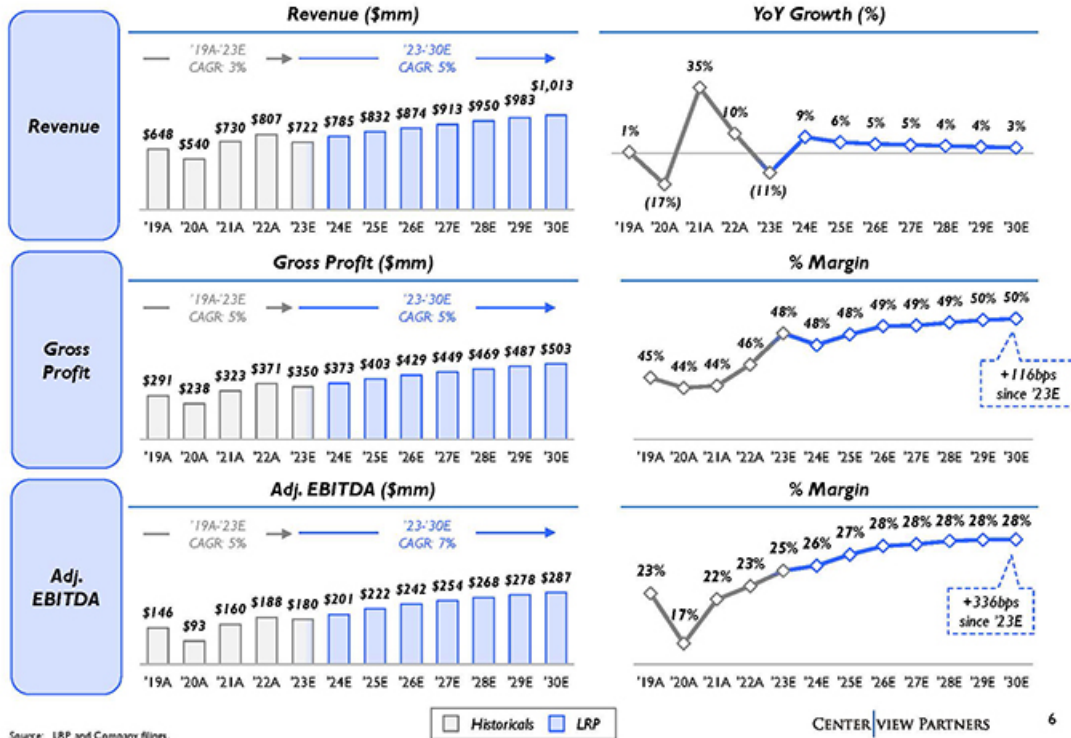 Revenue ($mm)
YoY Growth (%)
Revenue
'19A-'23E
CAGR: 3%
'23-'30E
CAGR: 5%
$648 $540 $730 $807 $722 $785 $832 $874 $913 $950 $983 $1,013
'19A '20A '21A '22A '23E '24E '25E '26E '27E '28E '29E '30E
1% (17%) 35% 10% (11%) 9% 6% 5% 5% 4% 4% 3%
'19A '20A '21A '22A '23E '24E '25E '26E '27E '28E '29E '30E
Gross Profit ($mm)
% Margin
Gross
Profit
'19A-'23E
CAGR: 5%
'23-'30E
CAGR: 5%
$291 $238 $323 $371 $350 $373 $403 $429 $449 $469 $487 $503
'19A '20A '21A '22A '23E '24E '25E '26E '27E '28E '29E '30E
45% 44% 44% 46% 48% 48% 48% 49% 49% 49% 50% 50%
+116bps
since '23E
'19A '20A '21A '22A '23E '24E '25E '26E '27E '28E '29E '30E
Adj. EBITDA ($mm)
% Margin
Adj.
EBITDA
'19A-'23E
CAGR: 5%
'23-'30E
CAGR: 7%
$146 $93 $160 $188 $180 $201 $222 $242 $254 $268 $278 $287
'19A '20A '21A '22A '23E '24E '25E '26E '27E '28E '29E '30E
23% 17% 22% 23% 25% 26% 27% 28% 28% 28% 28% 28%
+336bps
since '23E
'19A '20A '21A '22A '23E '24E '25E '26E '27E '28E '29E '30E
Historicals LRP
CENTERVIEW PARTNERS
6
Source: LRP and Company filings.